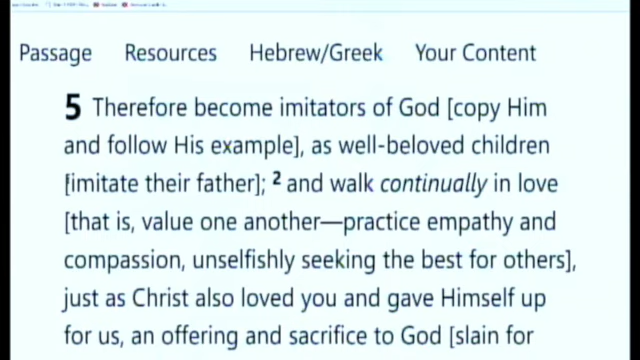 Passage Resources Hebrew/Greek Your Content
5 Therefore become imitators of God [copy Him
and follow His example], as well-beloved children
[imitate their father]; 2 and walk continually in love
[that is, value one another—practice empathy and
compassion, unselfishly seeking the best for others],
just as Christ also loved you and gave Himself up
for us, an offering and sacrifice to God [slain for